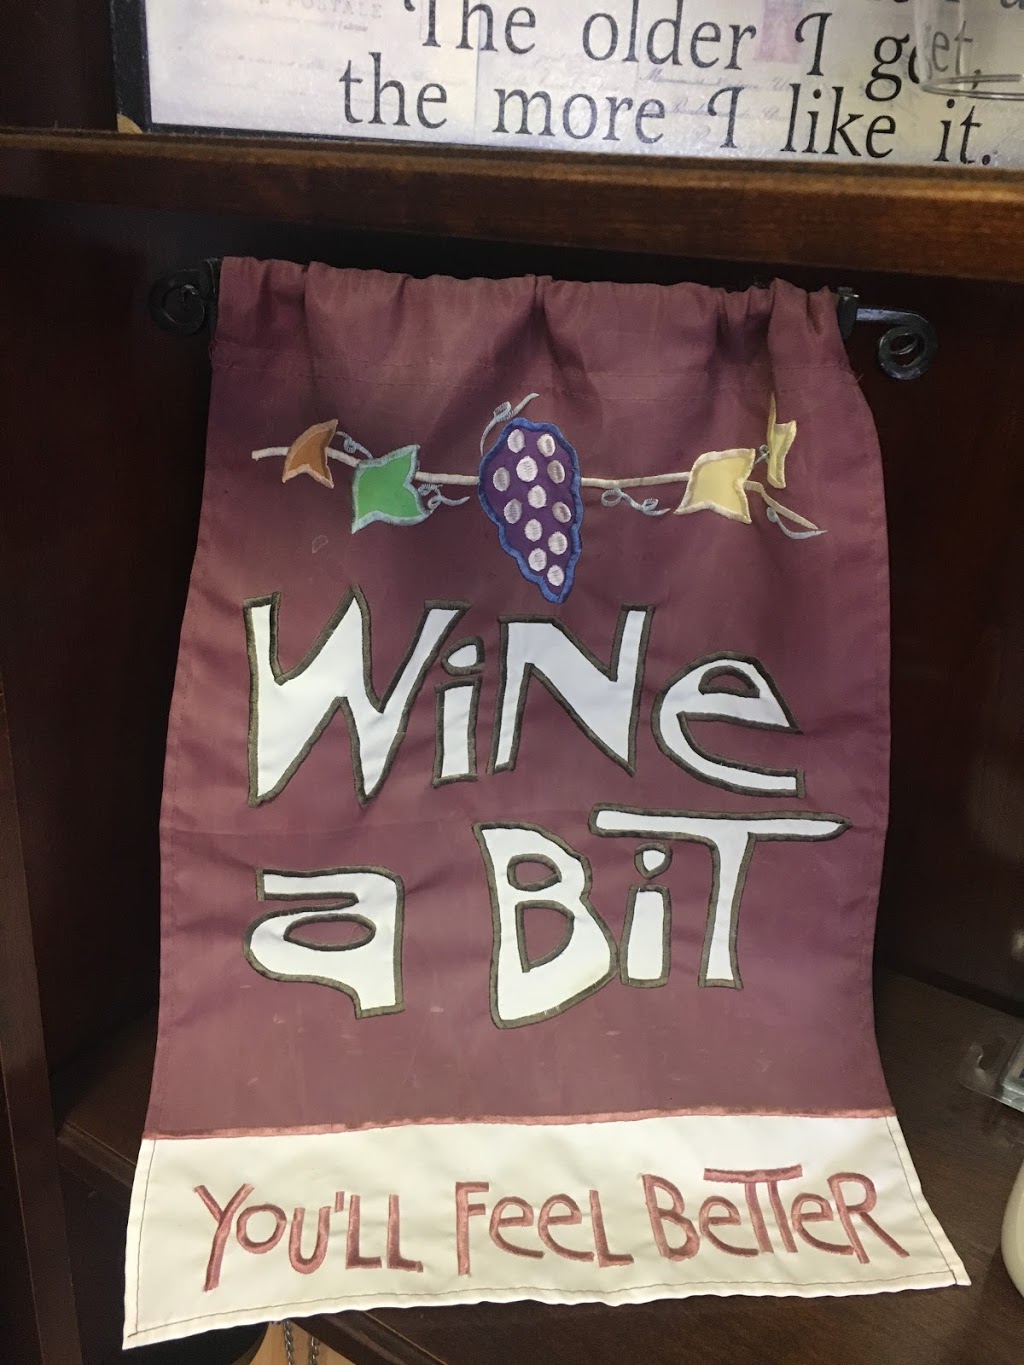 The older I get,
the more I like it.
Wine
a Bit
You'll Feel Better